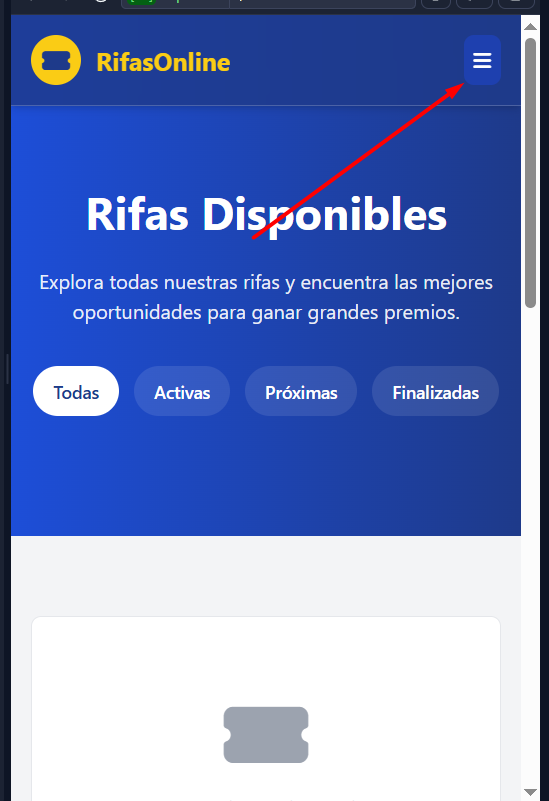 RifasOnline
Rifas Disponibles
Explora todas nuestras rifas y encuentra las mejores
oportunidades para ganar grandes premios.
Todas
Activas
Próximas
Finalizadas